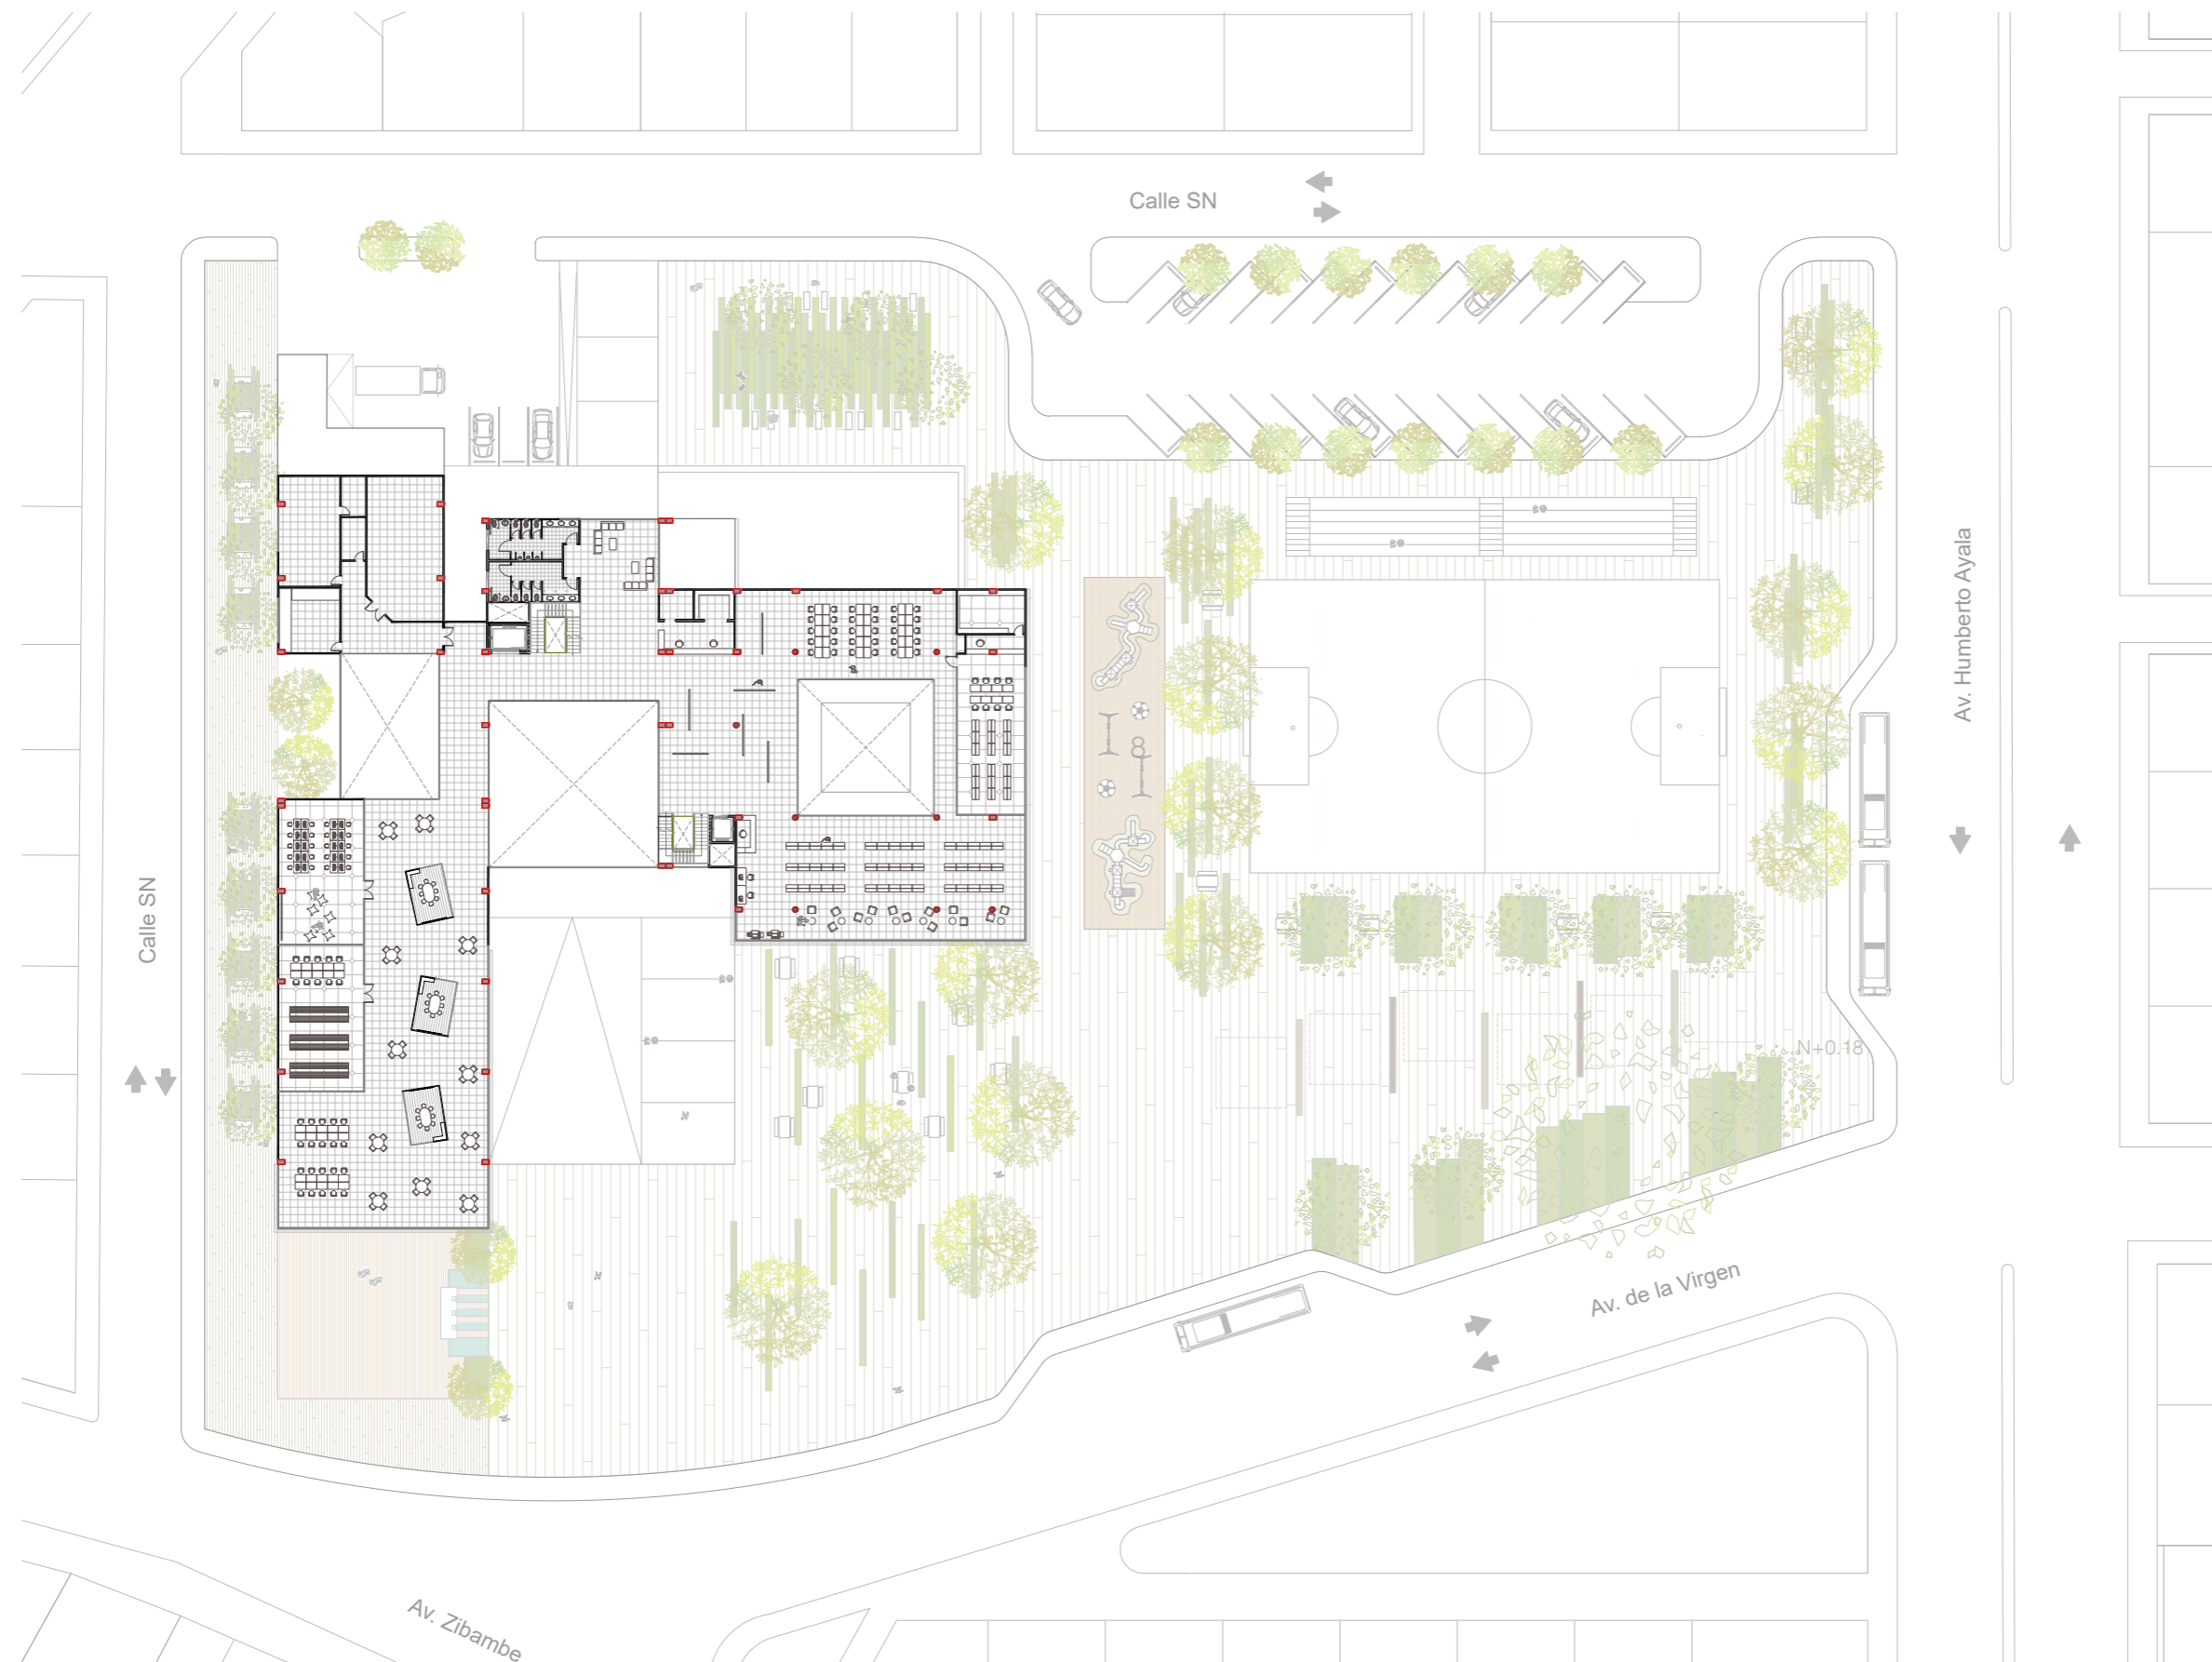 Calle SN
Av. Humberto Ayala
Calle SN
N+0.18
Av. de la Virgen
Av. Zibambe